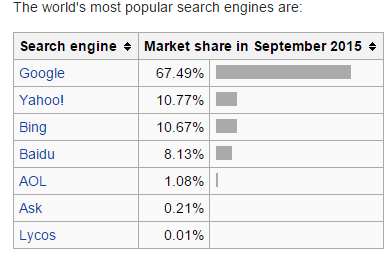 The world's most popular search engines are:
Search engine Market share in September 2015
Google 67.49%
Yahoo! 10.77%
Bing 10.67%
Baidu 8.13%
AOL 1.08%
Ask 0.21%
Lycos 0.01%